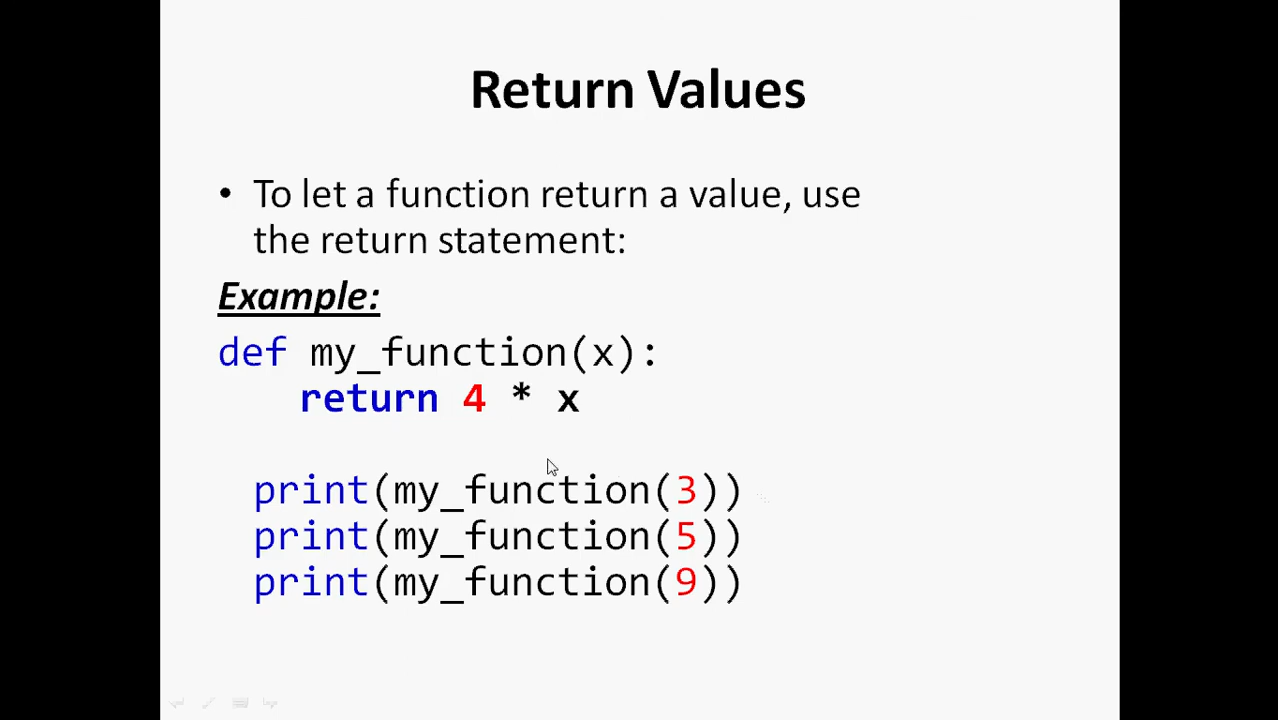 Return Values
• To let a function return a value, use
the return statement:
Example:
def my_function(x):
    return 4 * x
print(my_function(3))
print(my_function(5))
print(my_function(9))